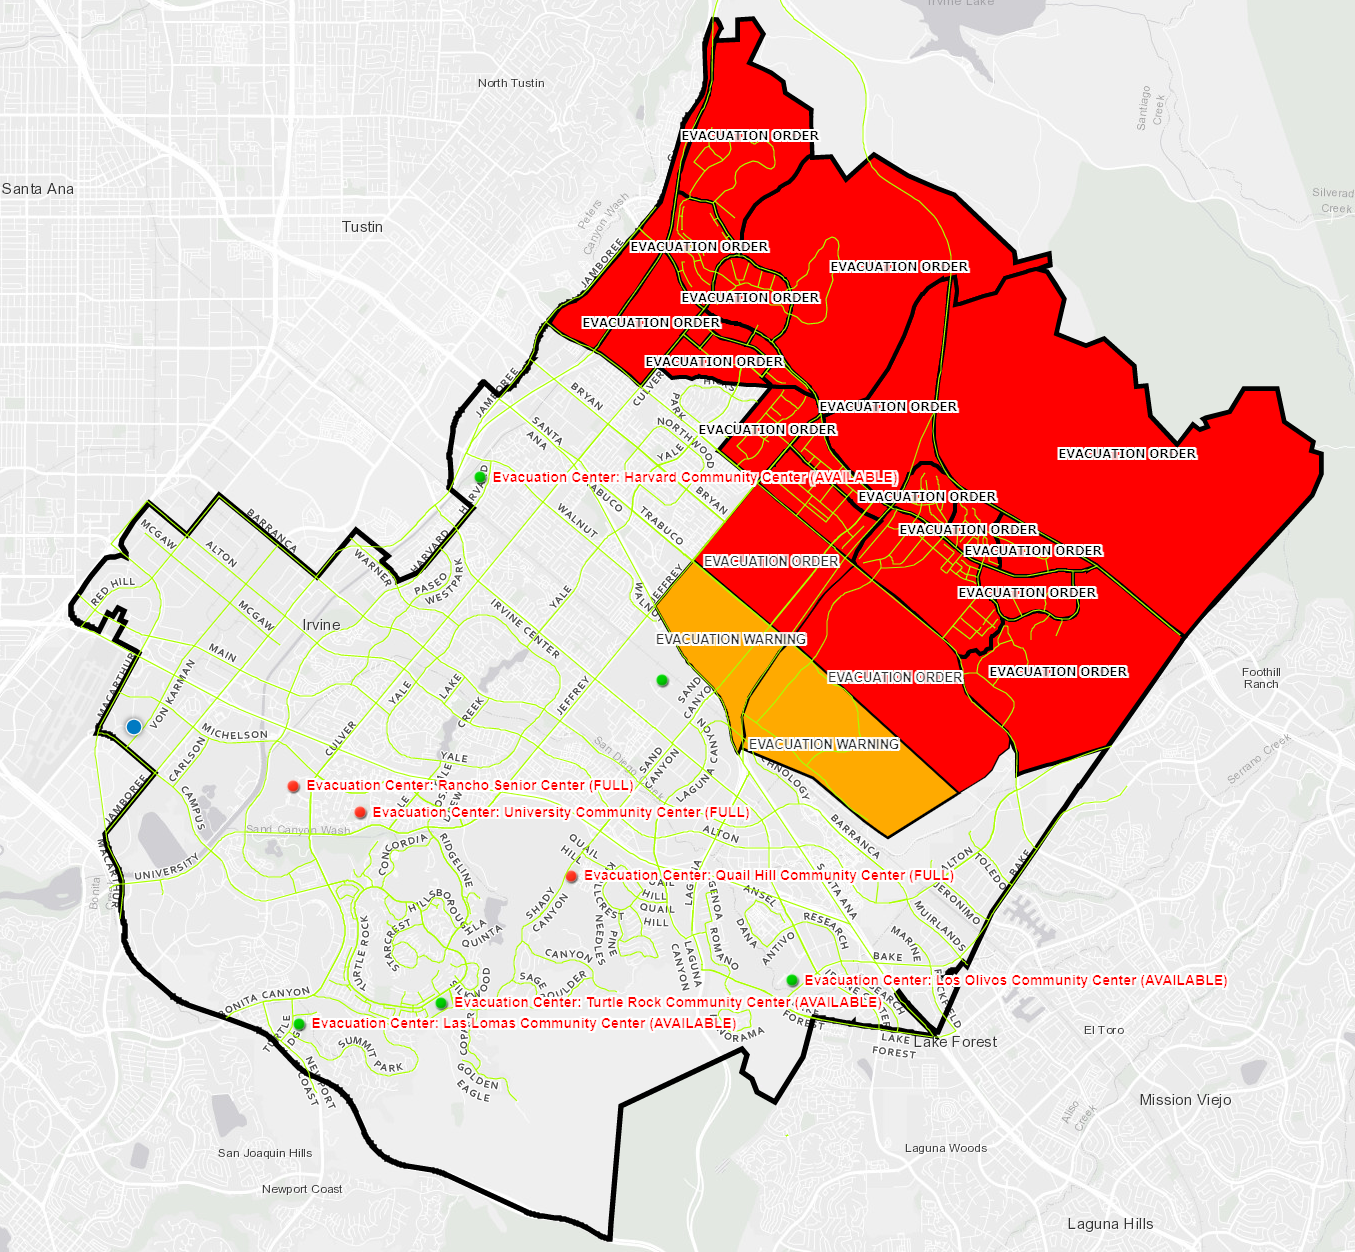 Irvine Lake
North Tustin
Santiago
Creek
EVACUATION ORDER
Santa Ana
Silverad
Creek
Peters
Canyon Wash
Tustin
JAMBOREE
EVACUATION ORDER
EVACUATION ORDER
EVACUATION ORDER
EVACUATION ORDER
EVACUATION ORDER
JAMBOREE
BRYAN
CULVER
PARK
EVACUATION ORDER
EVACUATION ORDER
SANTA
ANA
NORTHWOOD
YALE
EVACUATION ORDER
HARVARD
Evacuation Center: Harvard Community Center (AVAILABLE)
BRYAN
EVACUATION ORDER
WALNUT
TRABUCO
EVACUATION ORDER
MCGAW
BARRANCA
ALTON
WARNER
HARVARD
EVACUATION ORDER
EVACUATION ORDER
RED HILL
PASEO
WESTPARK
YALE
JEFFREY
EVACUATION ORDER
MCGAW
Irvine
IRVINE CENTER
EVACUATION WARNING
MAIN
MACARTHUR
VON KARMAN
YALE
LAKE
CREEK
JEFFREY
SAND
CANYON
EVACUATION ORDER
EVACUATION ORDER
Foothill
Ranch
MICHELSON
CULVER
CARLSON
YALE
San Diego
Creek
SAND
CANYON
LAGUNA CANYON
EVACUATION WARNING
Serrano Creek
JAMBOREE
Evacuation Center: Rancho Senior Center (FULL)
CAMPUS
Evacuation Center: University Community Center (FULL)
Sand Canyon Wash
CONCORDIA
RIDGELINE
ALTON
BARRANCA
MACARTHUR
UNIVERSITY
QUAIL
HILL
Evacuation Center: Quail Hill Community Center (FULL)
SANTA ANA
ALTON
TOLEDO
BAKE
Bonita
Creek
HILLSBOROUGH
STARCREST
TURTLE ROCK
LA
QUINTA
SHADY
CANYON
PINE
NEEDLES
QUAIL
HILL
QUAIL
HILL
ANSEL
DANA
ANTIVO
RESEARCH
JERONIMO
MUIRLANDS
MARINE
BAKE
CANYON
SAGE
BOULDER
LAGUNA
CANYON
LAGUNA
GENOA
ROMANO
Evacuation Center: Los Olivos Community Center (AVAILABLE)
BONITA CANYON
Evacuation Center: Turtle Rock Community Center (AVAILABLE)
Evacuation Center: Las Lomas Community Center (AVAILABLE)
TURTLE
SUMMIT PARK
NEWPORT
COAST
GOLDEN
EAGLE
FOREST
LAKE
FOREST
Lake Forest
El Toro
Mission Viejo
Aliso
Creek
San Joaquin Hills
Laguna Woods
Newport Coast
Laguna Hills